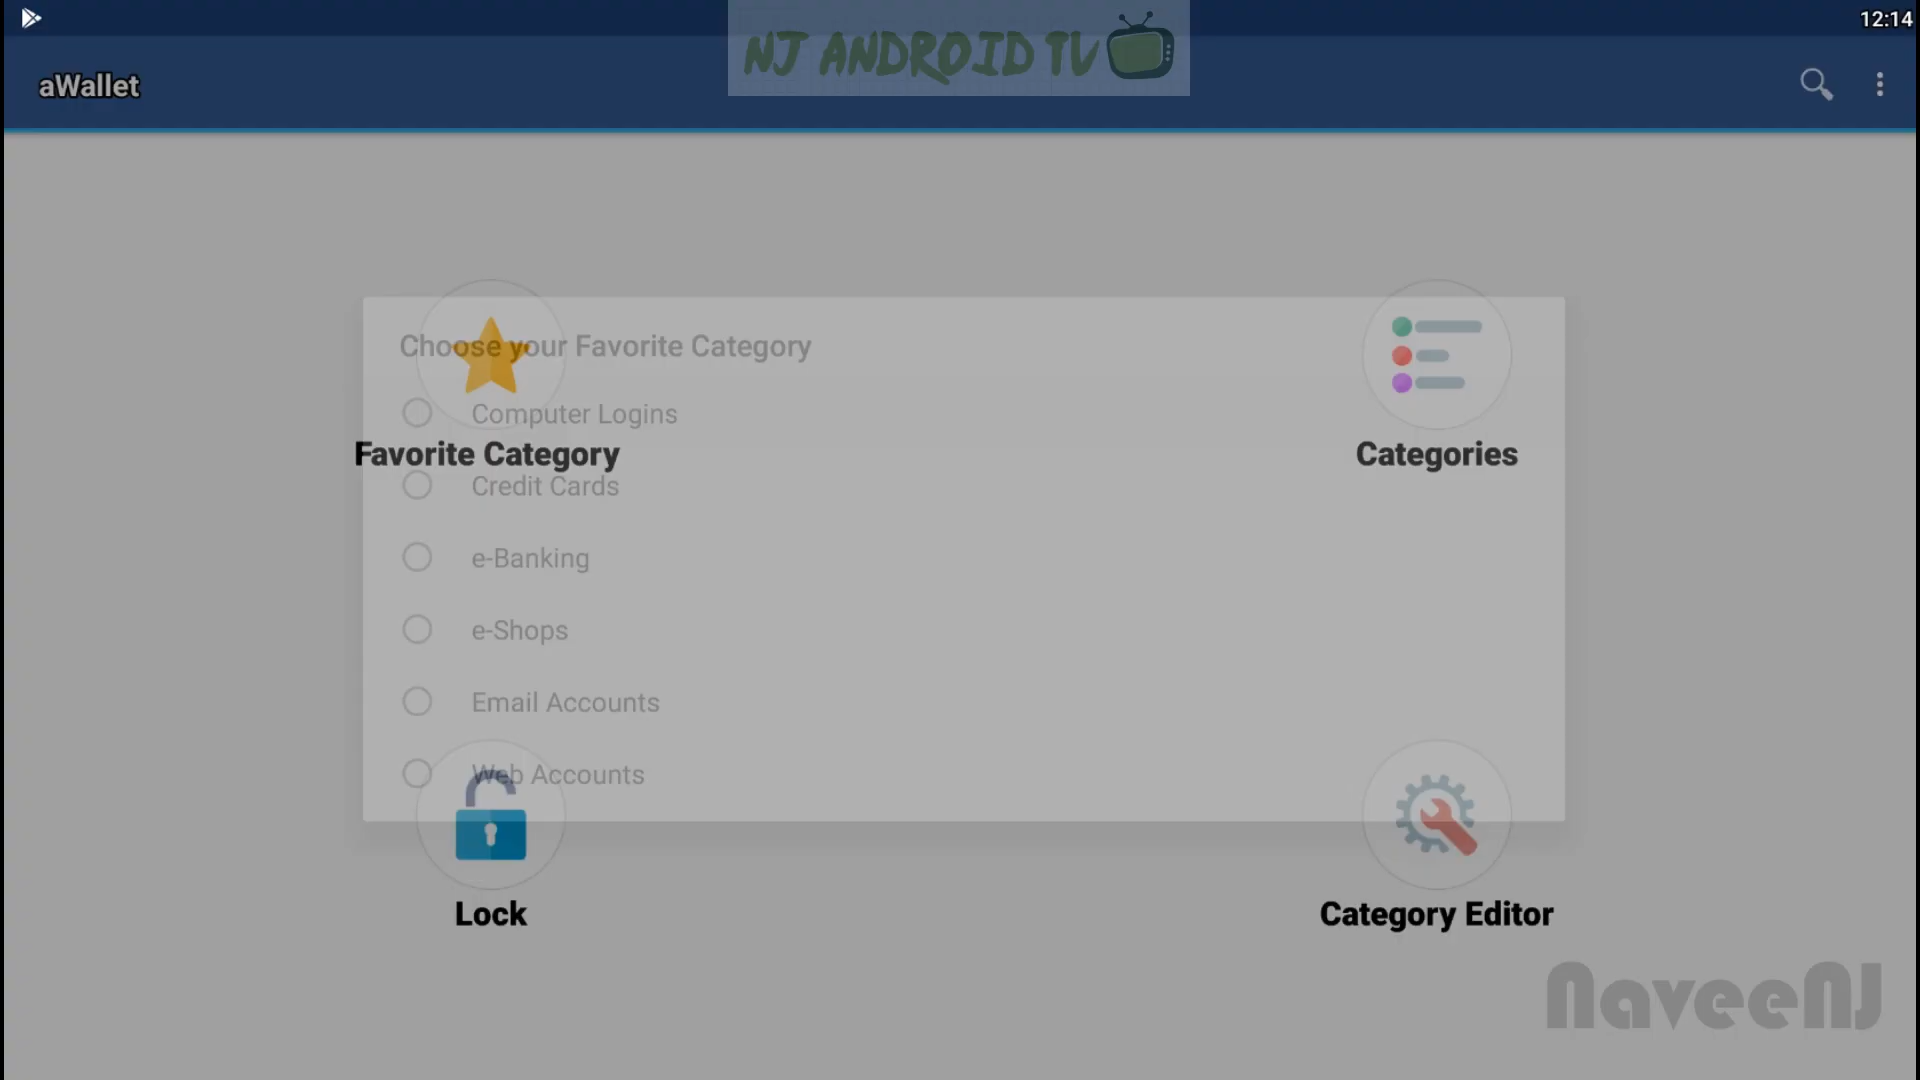 12:14
NJ ANDROID TV
aWallet
Choose your Favorite Category
Computer Logins
Favorite Category
Categories
Credit Cards
e-Banking
e-Shops
Email Accounts
Web Accounts
Lock
Category Editor
NaveeNJ